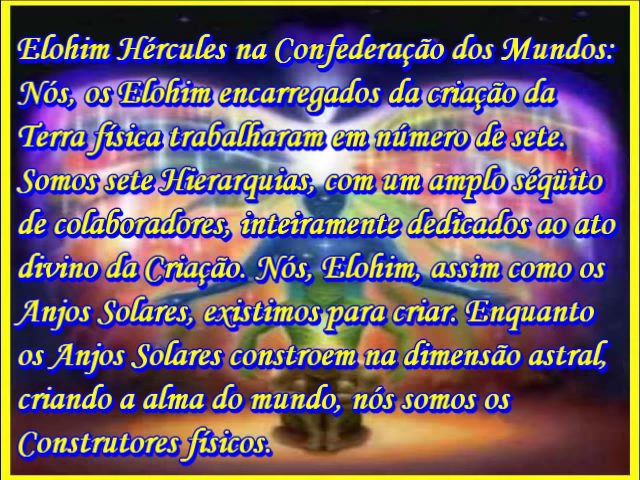 Elohim Hércules na Confederação dos Mundos:
Nós, os Elohim encarregados da criação da
Terra física trabalharam em número de sete.
Somos sete Hierarquias, com um amplo séqüito
de colaboradores, inteiramente dedicados ao ato
divino da Criação. Nós, Elohim, assim como os
Anjos Solares, existimos para criar. Enquanto
os Anjos Solares constroem na dimensão astral,
criando a alma do mundo, nós somos os
Construtores físicos.